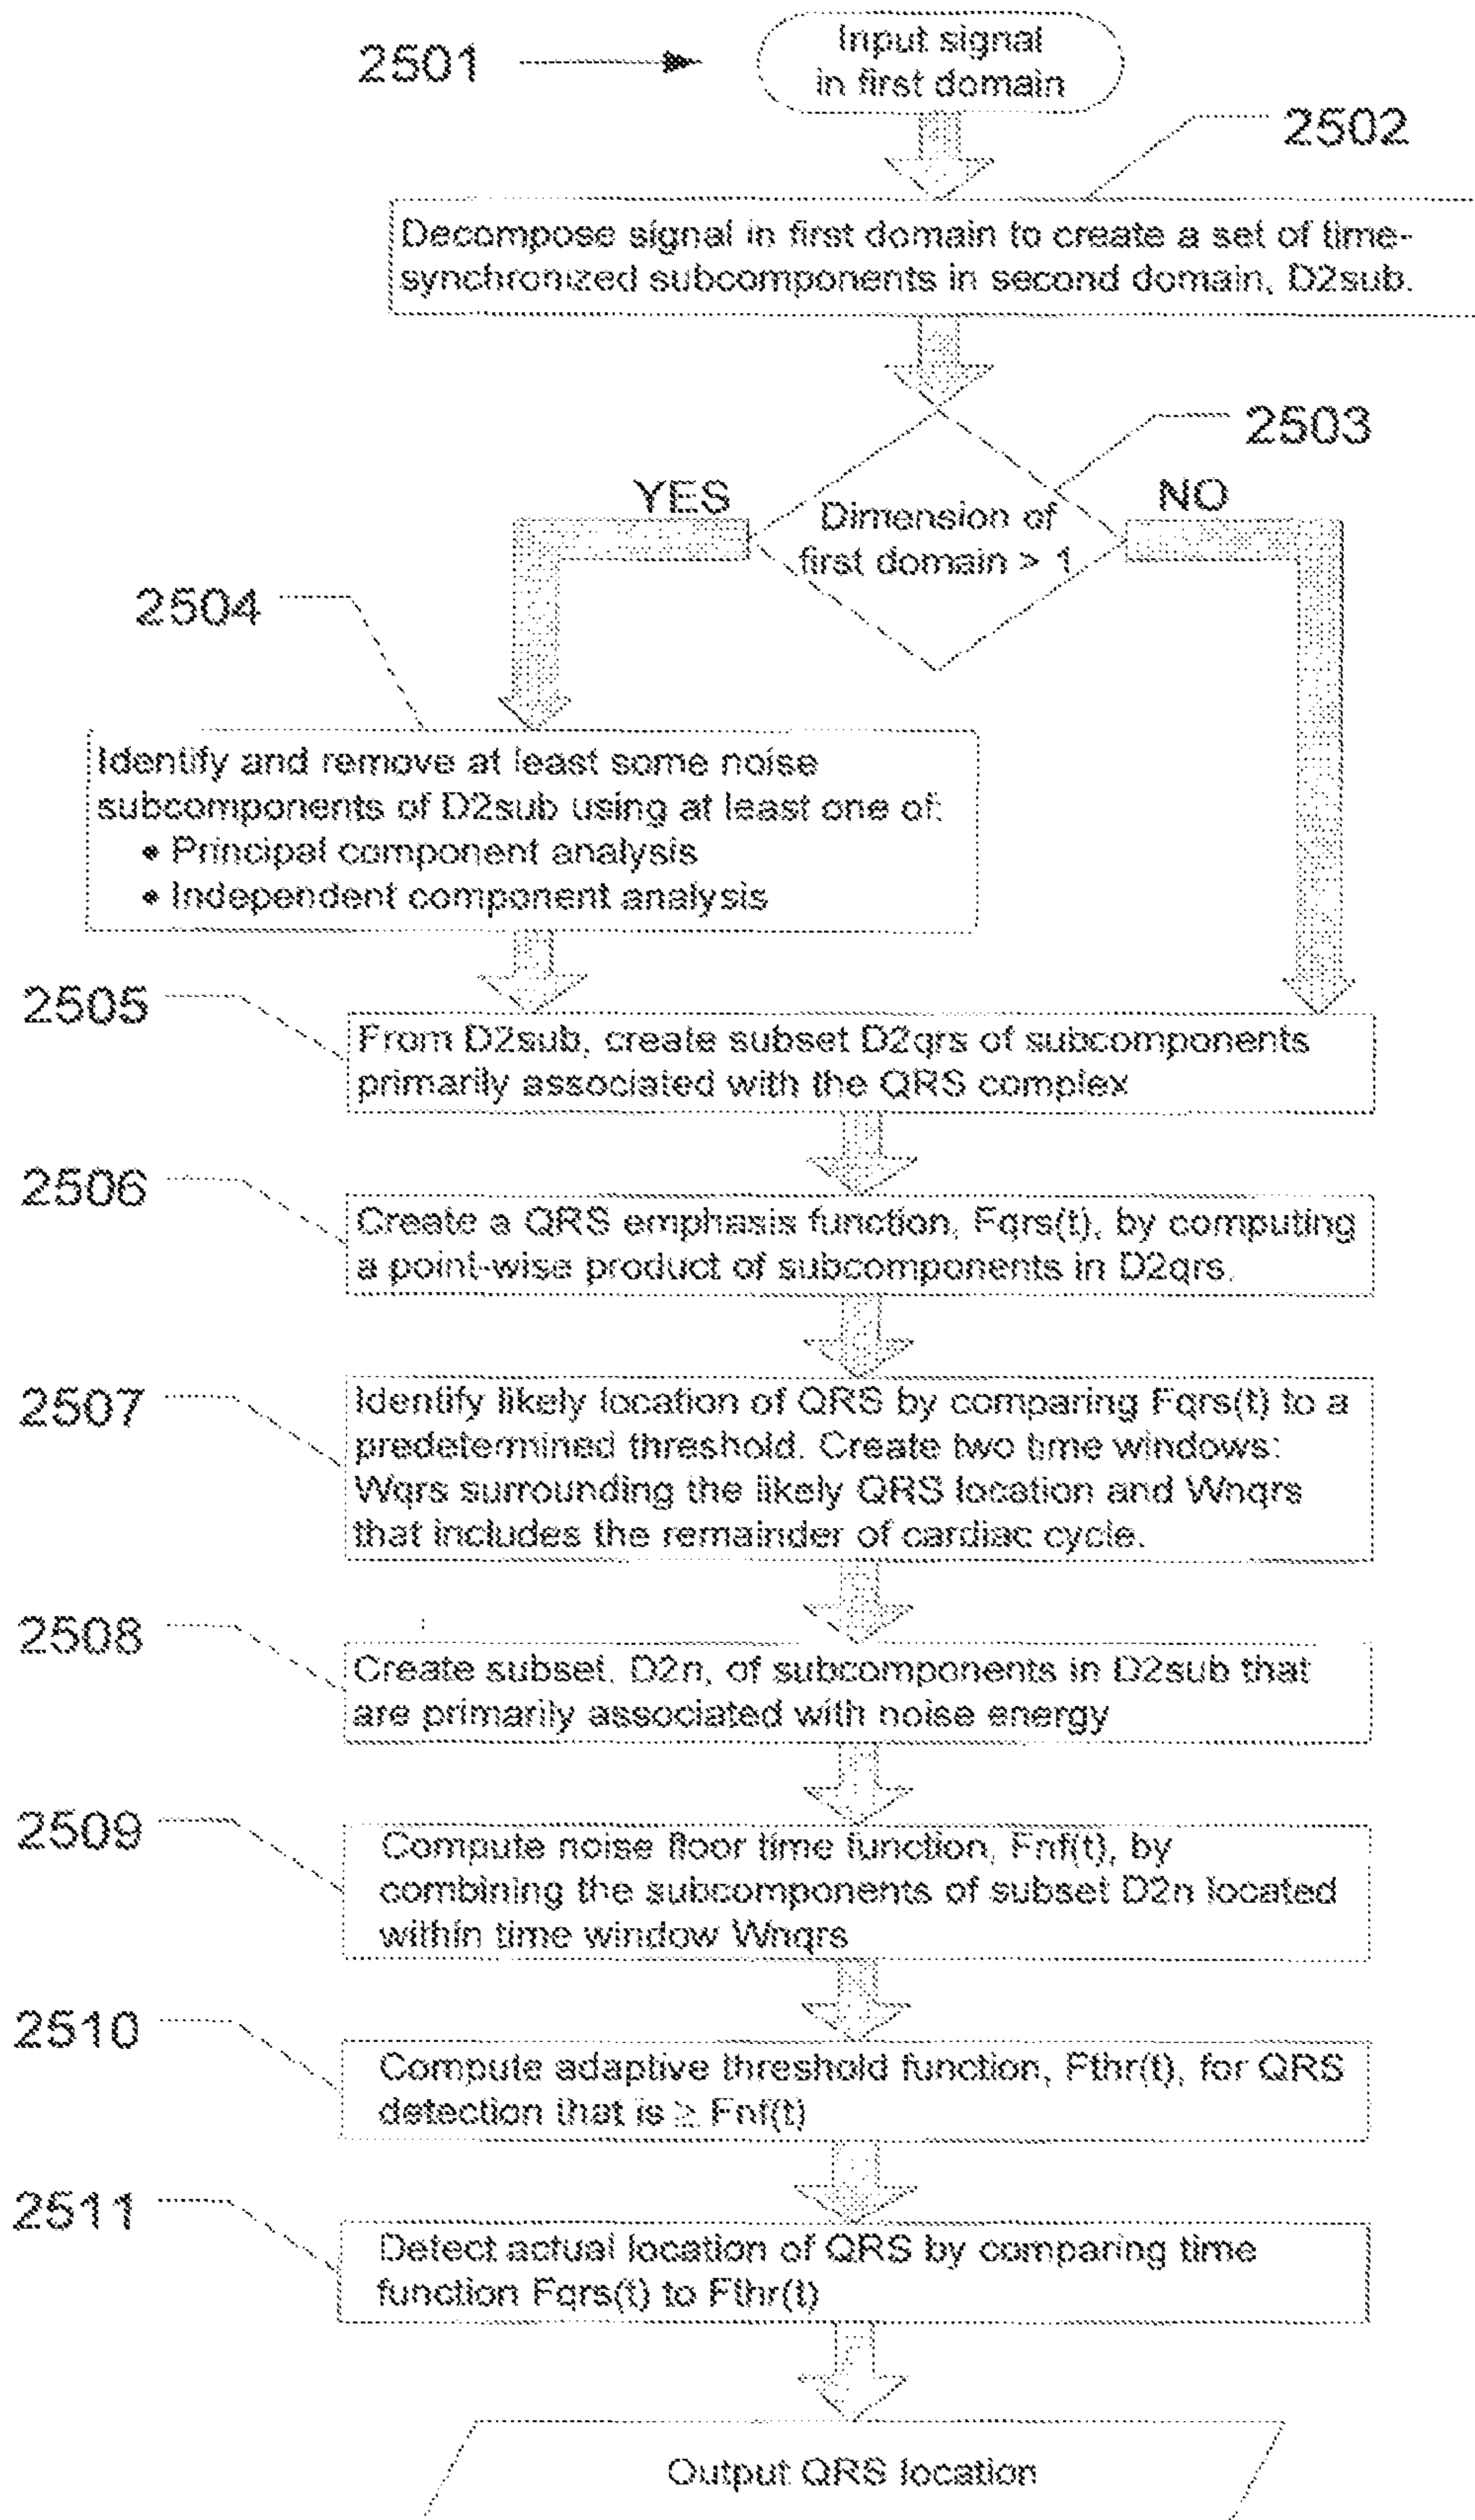 2501
Input signal
in first domain
2502
Decompose signal in first domain to create a set of time-
synchronized subcomponents in second domain, D2sub.
2503
YES
Dimension of
first domain > 1
NO
2504
Identify and remove at least some noise
subcomponents of D2sub using at least one of:
• Principal component analysis
• Independent component analysis
2505
From D2sub, create subset D2qrs of subcomponents
primarily associated with the QRS complex
2506
Create a QRS emphasis function, Fqrs(t), by computing
a point-wise product of subcomponents in D2qrs.
2507
Identify likely location of QRS by comparing Fqrs(t) to a
predetermined threshold. Create two time windows:
Wqrs surrounding the likely QRS location and Wnqrs
that includes the remainder of cardiac cycle.
2508
Create subset, D2n, of subcomponents in D2sub that
are primarily associated with noise energy
2509
Compute noise floor time function, Fnf(t), by
combining the subcomponents of subset D2n located
within time window Wnqrs
2510
Compute adaptive threshold function, Fthr(t), for QRS
detection that is ≥ Fnf(t)
2511
Detect actual location of QRS by comparing time
function Fqrs(t) to Fthr(t)
Output QRS location